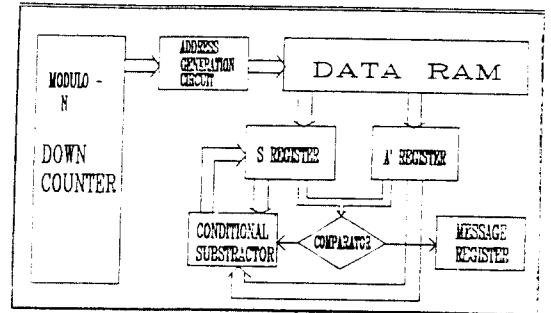 MODULO -
N
DOWN
COUNTER
ADDRESS
GENERATION
CIRCUIT
DATA RAM
S REGISTER
A' REGISTER
CONDITIONAL
SUBSTRACTOR
COMPARATOR
MESSAGE
REGISTER